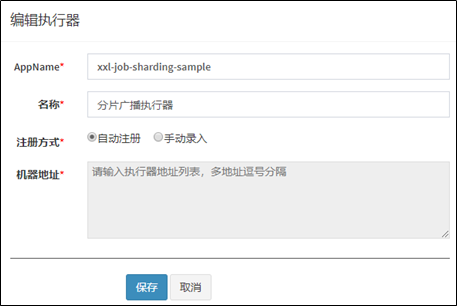 编辑执行器
AppName* xxl-job-sharding-sample
名称* 分片广播执行器
注册方式* 自动注册 手动录入
机器地址* 请输入执行器地址列表，多地址逗号分隔
保存 取消